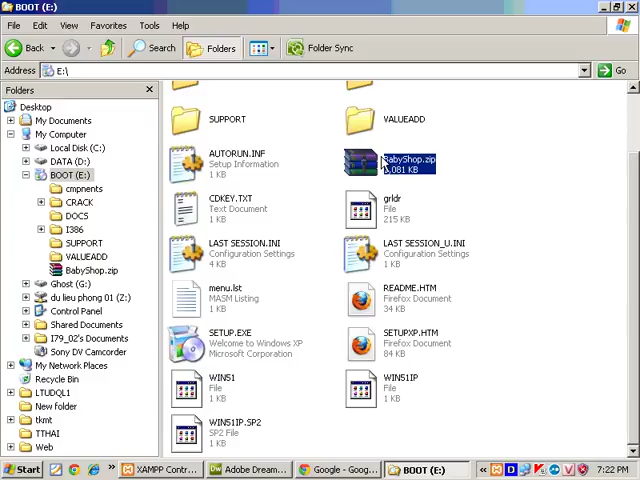 BOOT (E:)
File Edit View Favorites Tools Help
Back Search Folders Folder Sync
Address E:\ Go
Folders
Desktop
My Documents
My Computer
Local Disk (C:)
DATA (D:)
BOOT (E:)
cmpnents
CRACK
DOCS
I386
SUPPORT
VALUEADD
BabyShop.zip
Ghost (G:)
du lieu phong 01 (Z:)
Control Panel
Shared Documents
I79_02's Documents
Sony DV Camcorder
My Network Places
Recycle Bin
LTUDQL1
New folder
tkmt
TTHAI
Web
SUPPORT
VALUEADD
AUTORUN.INF
Setup Information
1 KB
BabyShop.zip
,081 KB
CDKEY.TXT
Text Document
1 KB
grldr
File
215 KB
LAST SESSION.INI
Configuration Settings
4 KB
LAST SESSION_U.INI
Configuration Settings
1 KB
menu.lst
MASM Listing
1 KB
README.HTM
Firefox Document
34 KB
SETUP.EXE
Welcome to Windows XP
Microsoft Corporation
SETUPXP.HTM
Firefox Document
84 KB
WIN51
File
1 KB
WIN51IP
File
1 KB
WIN51IP.SP2
SP2 File
1 KB
Start XAMPP Contr... Adobe Dream... Google - Goog... BOOT (E:) 7:22 PM